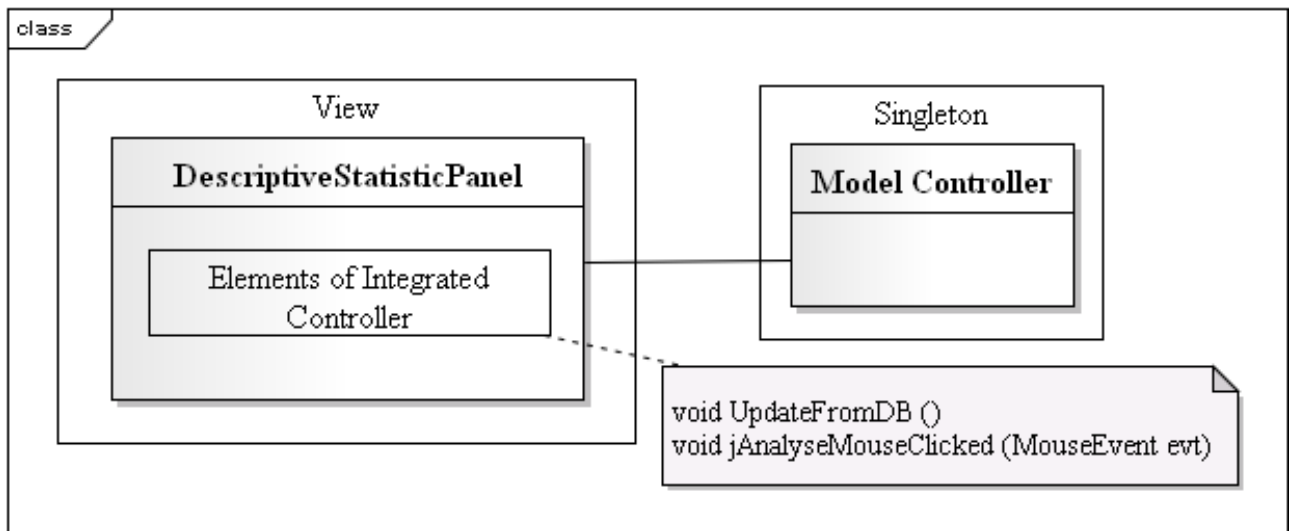 class
View
DescriptiveStatisticPanel
Elements of Integrated
Controller
Singleton
Model Controller
void UpdateFromDB ()
void jAnalyseMouseClicked (MouseEvent evt)